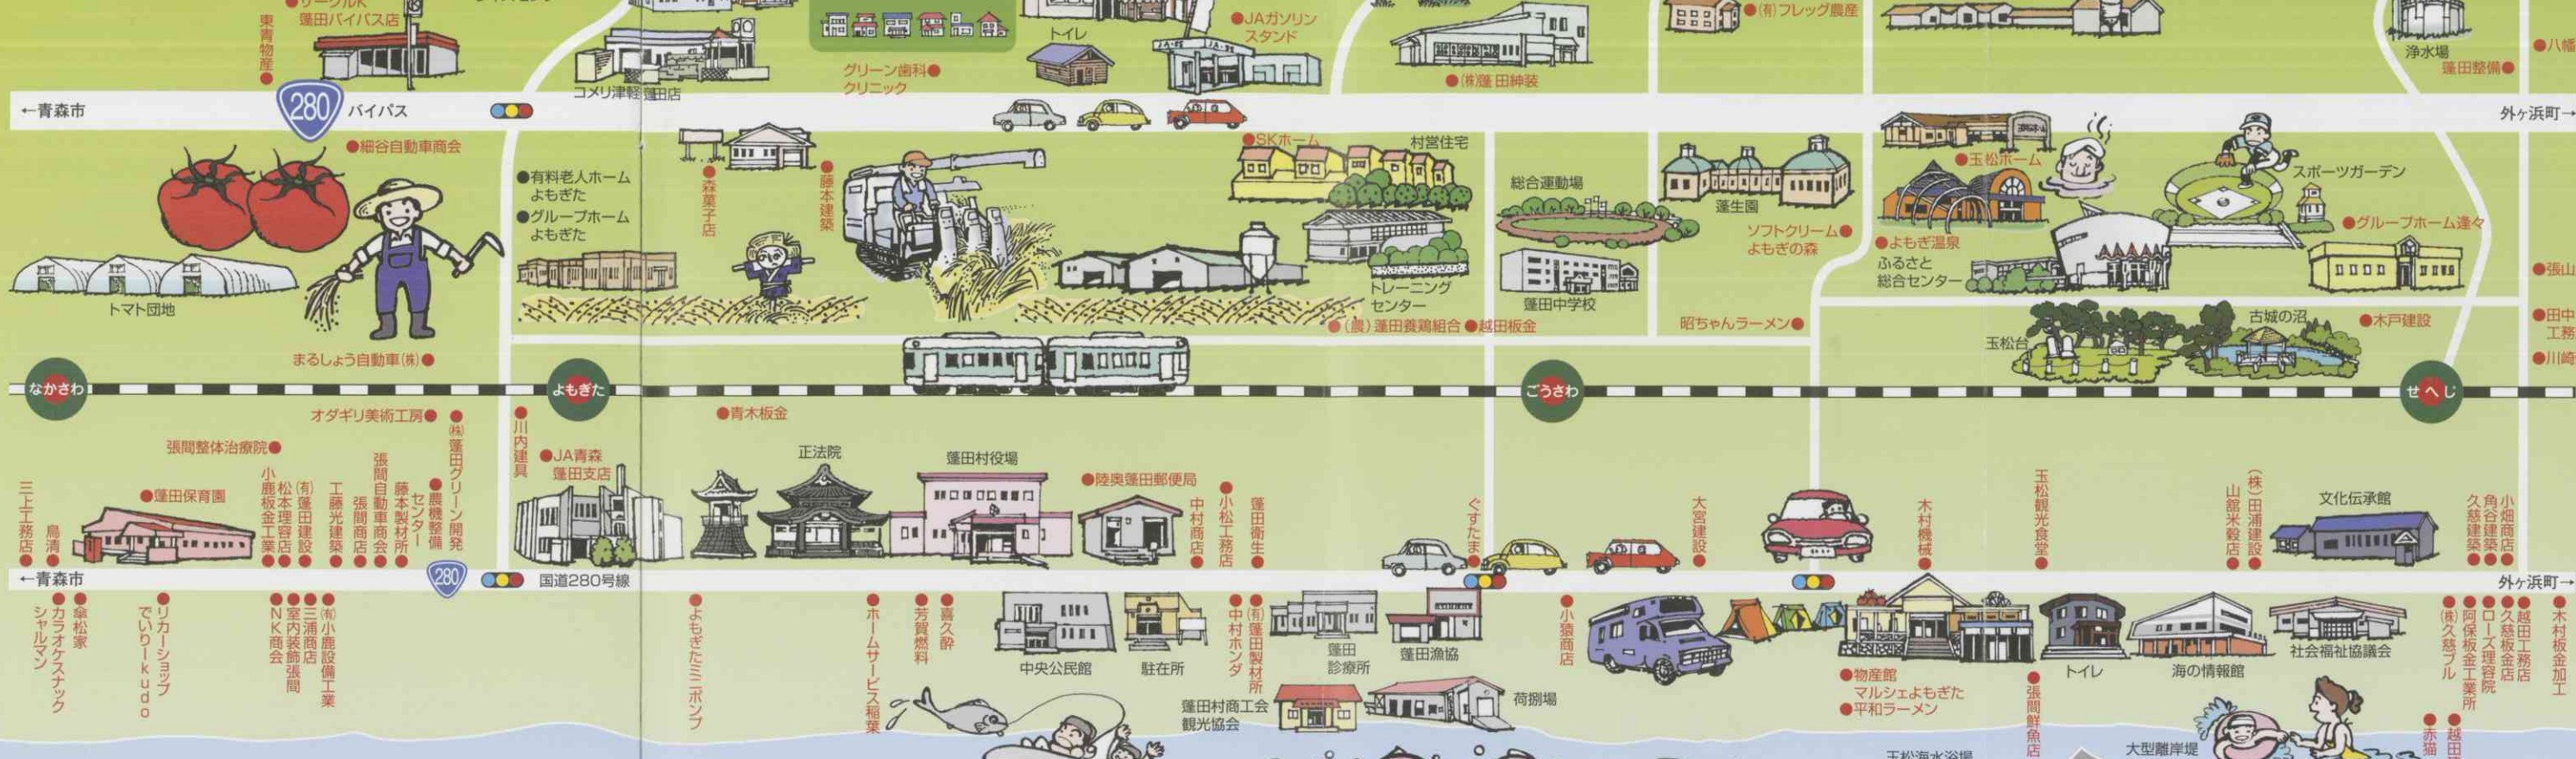 ●サークルK
蓬田バイパス店
東青物産●
コメリ津軽蓬田店
グリーン歯科●
クリニック
トイレ
●JAガソリン
スタンド
●(株)蓬田紳装
●(有)フレッグ農産
浄水場
蓬田整備●
●八幡
←青森市
280
バイパス
外ヶ浜町→
●細谷自動車商会
トマト団地
まるしょう自動車(株)●
●有料老人ホーム
よもぎた
●グループホーム
よもぎた
●森菓子店
●藤本建築
●SKホーム
村営住宅
トレーニング
センター
●(農)蓬田養鶏組合
●越田板金
総合運動場
蓬田中学校
蓬生園
ソフトクリーム●
よもぎの森
昭ちゃんラーメン●
●玉松ホーム
●よもぎ温泉
ふるさと
総合センター
スポーツガーデン
●グループホーム逢々
玉松台
古城の沼
●木戸建設
●張山
●田中
工務
●川崎
なかさわ
よもぎた
ごうさわ
せへじ
オダギリ美術工房●
張間整体治療院●
三上工務店●
鳥清●
●蓬田保育園
小鹿板金工業●
松本理容店●
(有)蓬田建設●
工藤光建築●
張間商店●
張間自動車商会●
藤本製材所●
●農機整備
センター
●(株)蓬田グリーン開発
●川内建具
●JA青森
蓬田支店
●青木板金
正法院
蓬田村役場
●陸奥蓬田郵便局
中村商店●
●小松工務店
蓬田衛生●
ぐすたま●
大宮建設●
木村機械●
玉松観光食堂●
山舘米穀店●
(株)田浦建設●
文化伝承館
久慈建築●
角谷建築●
小畑商店●
←青森市
280
国道280号線
外ヶ浜町→
●カラオケスナック
シャルマン
●傘松家
●リカーショップ
でいりーkudo
●NK商会
●室内装飾張間
●三浦商店
●(有)小鹿設備工業
●よもぎたミニポンプ
●ホームサービス稲葉
●芳賀燃料
●喜久酔
中央公民館
駐在所
●中村ホンダ
●(有)蓬田製材所
蓬田
診療所
蓬田漁協
蓬田村商工会
観光協会
荷捌場
●小猿商店
●物産館
マルシェよもぎた
●平和ラーメン
●張間鮮魚店
トイレ
海の情報館
社会福祉協議会
●(株)久慈ブル
●阿保板金工業所
●ローズ理容院
●久慈板金店
●越田工務店
●木村板金加工
●赤猫
●越田
玉松海水浴場
大型離岸堤